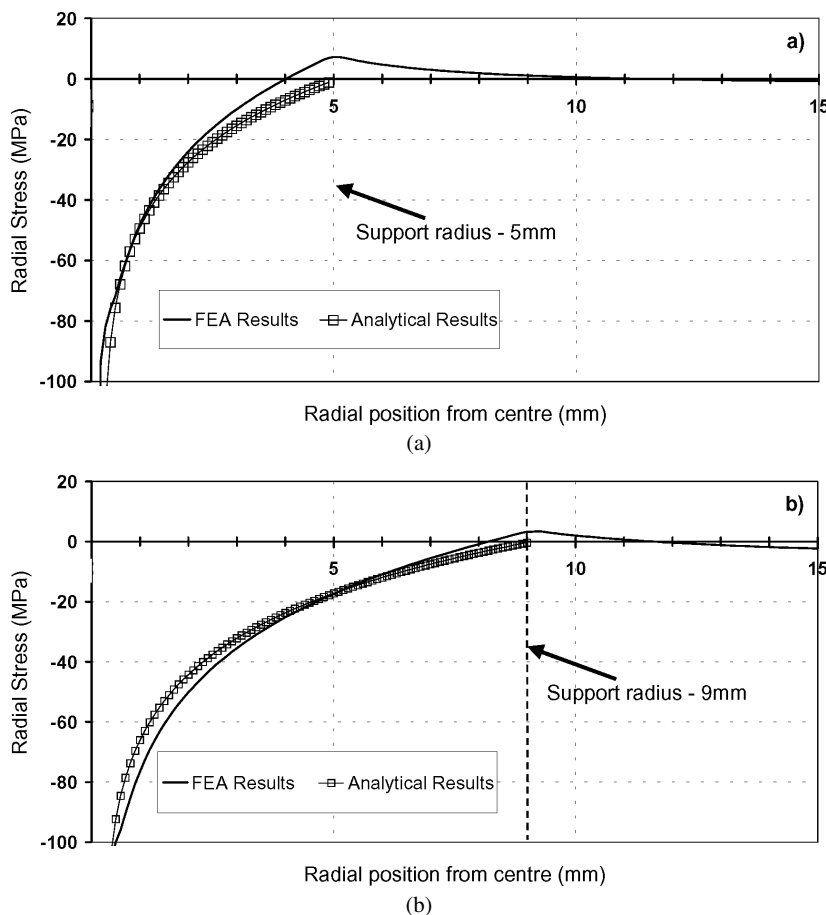 20
a)
0
5
10
15
-20
-40
-60
-80
-100
Radial Stress (MPa)
Support radius - 5mm
FEA Results
Analytical Results
Radial position from centre (mm)
(a)
20
b)
0
5
10
15
-20
-40
-60
-80
-100
Radial Stress (MPa)
Support radius - 9mm
FEA Results
Analytical Results
Radial position from centre (mm)
(b)